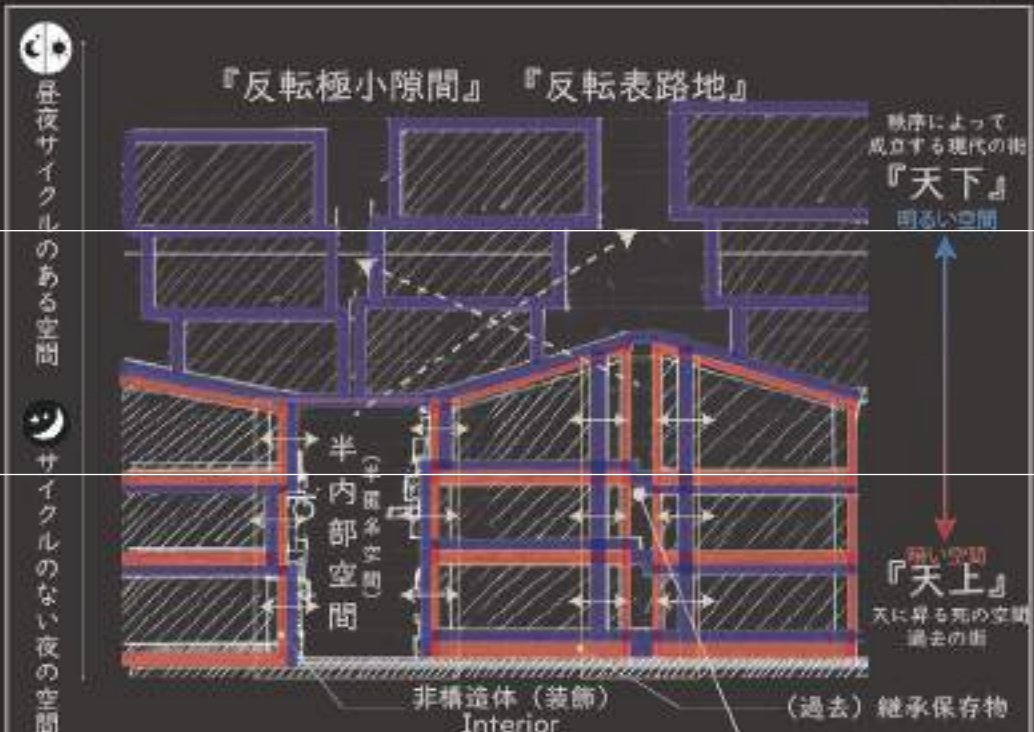 昼夜サイクルのある空間
サイクルのない夜の空間
『反転極小隙間』 『反転表路地』
秩序によって
成立する現代の街
『天下』
明るい空間
暗い空間
『天上』
天に昇る死の空間
過去の街
半内部空間
(半匿名空間)
非構造体（装飾）
Interior
（過去）継承保存物